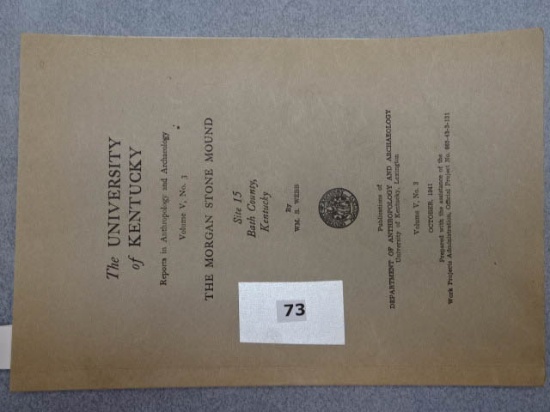 The UNIVERSITY
of KENTUCKY
Reports in Anthropology and Archaeology
Volume V, No. 3
THE MORGAN STONE MOUND
Site 15
Bath County,
Kentucky
By
WM. S. WEBB
Publications of
DEPARTMENT OF ANTHROPOLOGY AND ARCHAEOLOGY
University of Kentucky, Lexington
Volume V, No. 3
OCTOBER, 1941
Prepared with the assistance of the
Work Projects Administration, Official Project No.
73